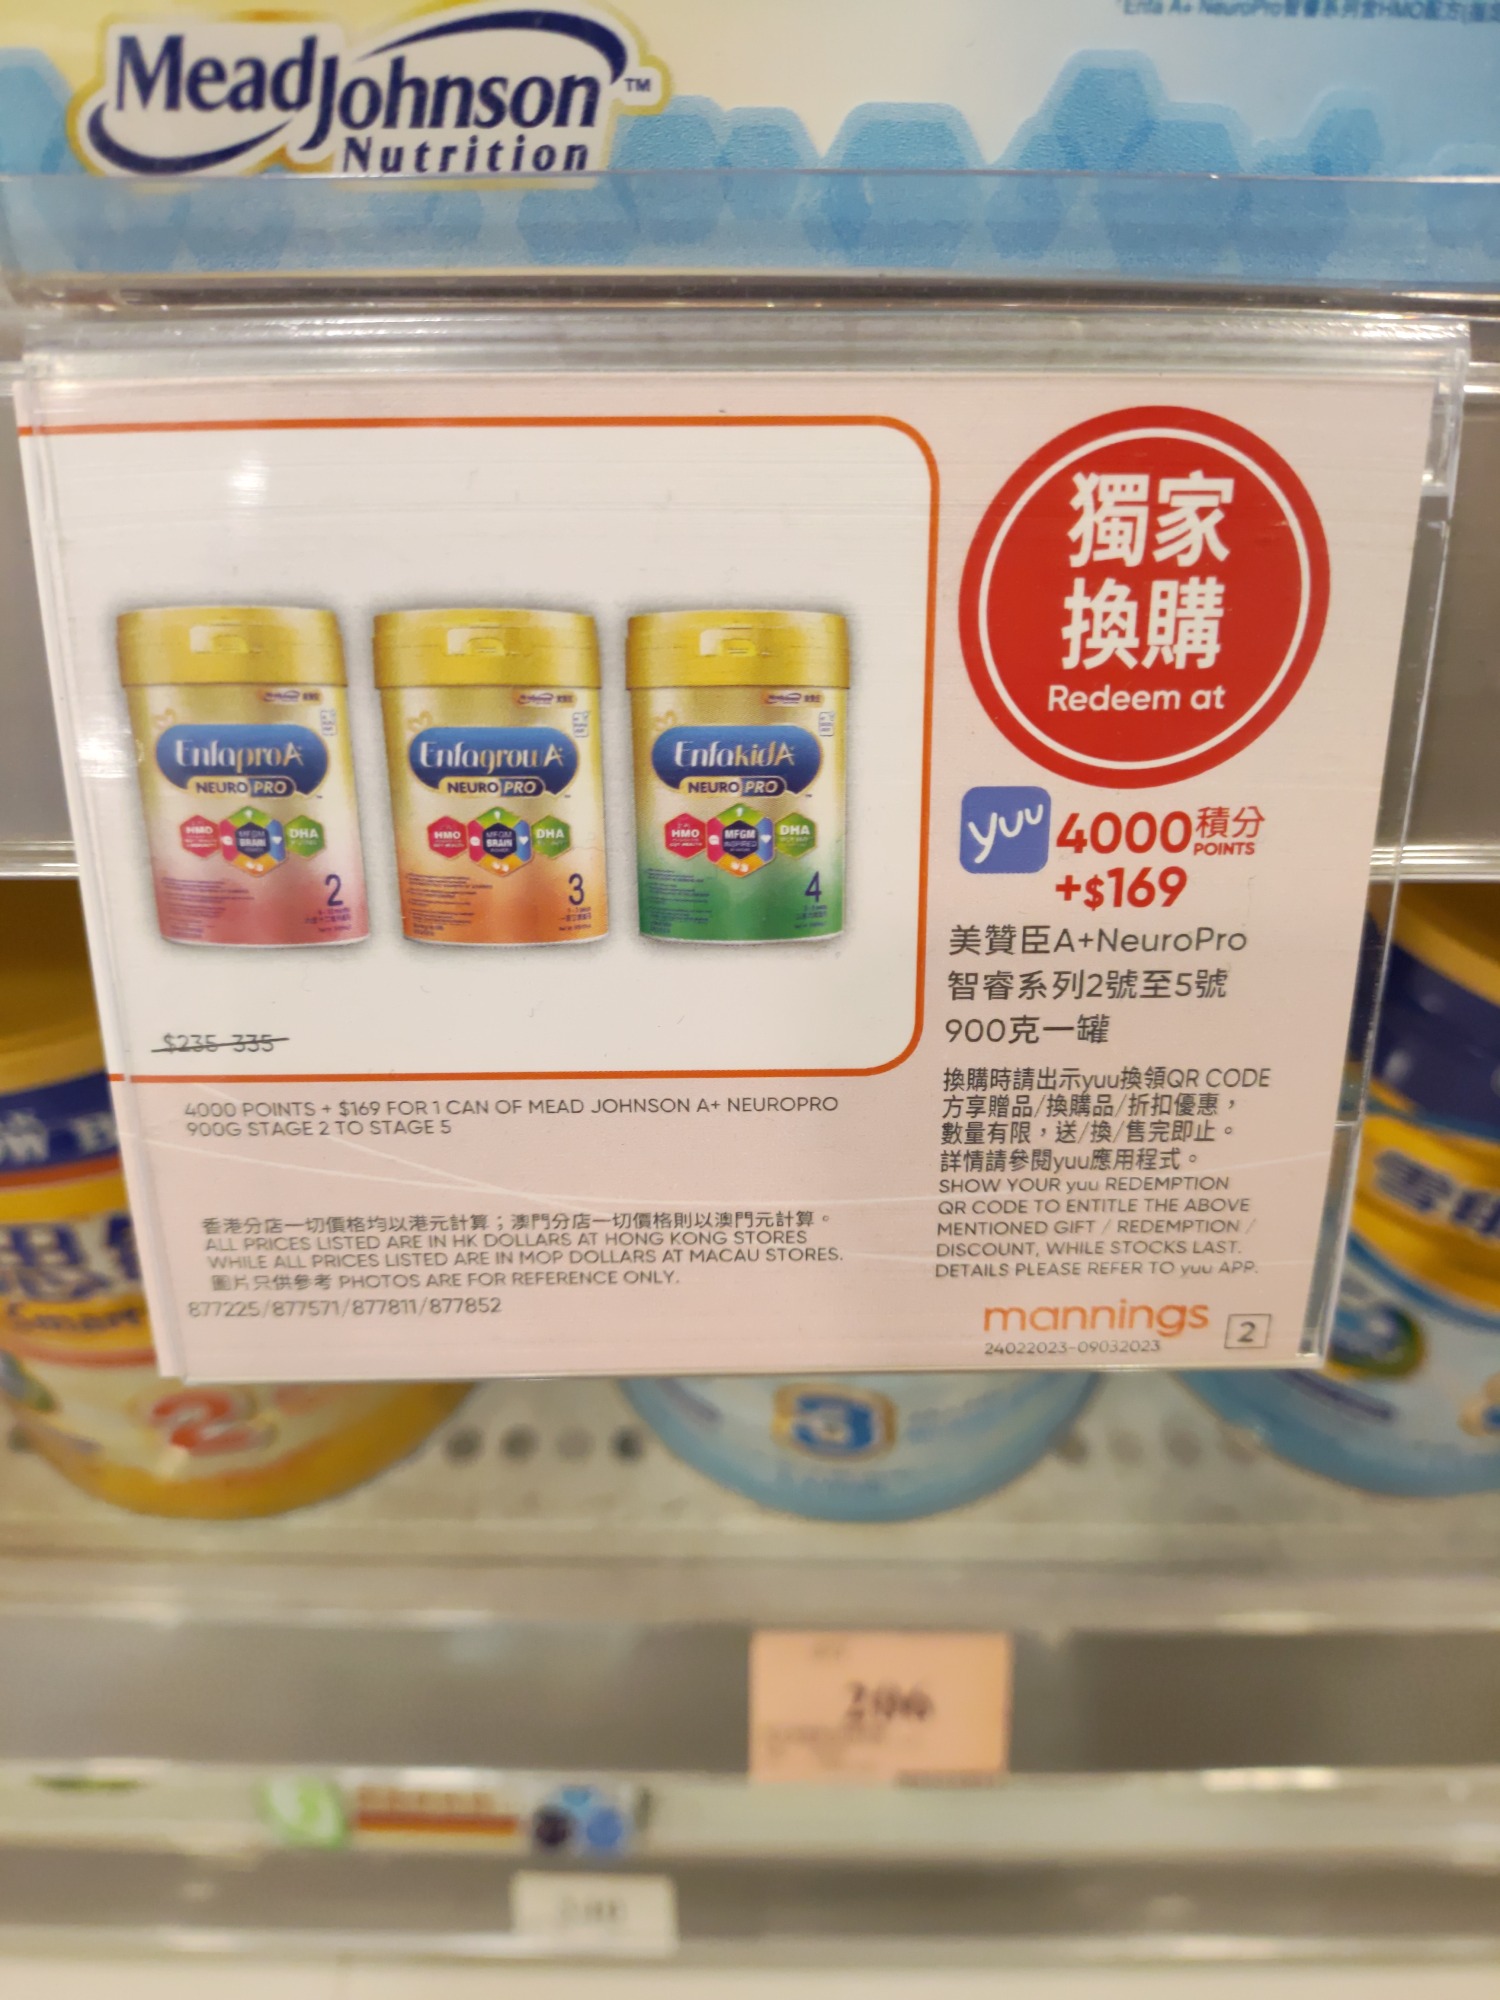 MeadJohnson™
Nutrition
獨家
換購
Redeem at
yuu 4000積分
POINTS
+$169
美贊臣A+NeuroPro
智睿系列2號至5號
900克一罐
換購時請出示yuu換領QR CODE
方享贈品/換購品/折扣優惠，
數量有限，送/換/售完即止。
詳情請參閱yuu應用程式。
SHOW YOUR yuu REDEMPTION
QR CODE TO ENTITLE THE ABOVE
MENTIONED GIFT / REDEMPTION /
DISCOUNT, WHILE STOCKS LAST.
DETAILS PLEASE REFER TO yuu APP.
mannings 2
24022023-09032023
EnfaproA+
NEURO PRO
HMO
MFGM
BRAIN
DHA
2
EnfagrowA+
NEURO PRO
HMO
MFGM
BRAIN
DHA
3
EnfakidA+
NEURO PRO
HMO
MFGM
INSPIRED
DHA
4
$235-335
4000 POINTS + $169 FOR 1 CAN OF MEAD JOHNSON A+ NEUROPRO
900G STAGE 2 TO STAGE 5
香港分店一切價格均以港元計算；澳門分店一切價格則以澳門元計算。
ALL PRICES LISTED ARE IN HK DOLLARS AT HONG KONG STORES
WHILE ALL PRICES LISTED ARE IN MOP DOLLARS AT MACAU STORES.
圖片只供參考 PHOTOS ARE FOR REFERENCE ONLY.
877225/877571/877811/877852
2
3